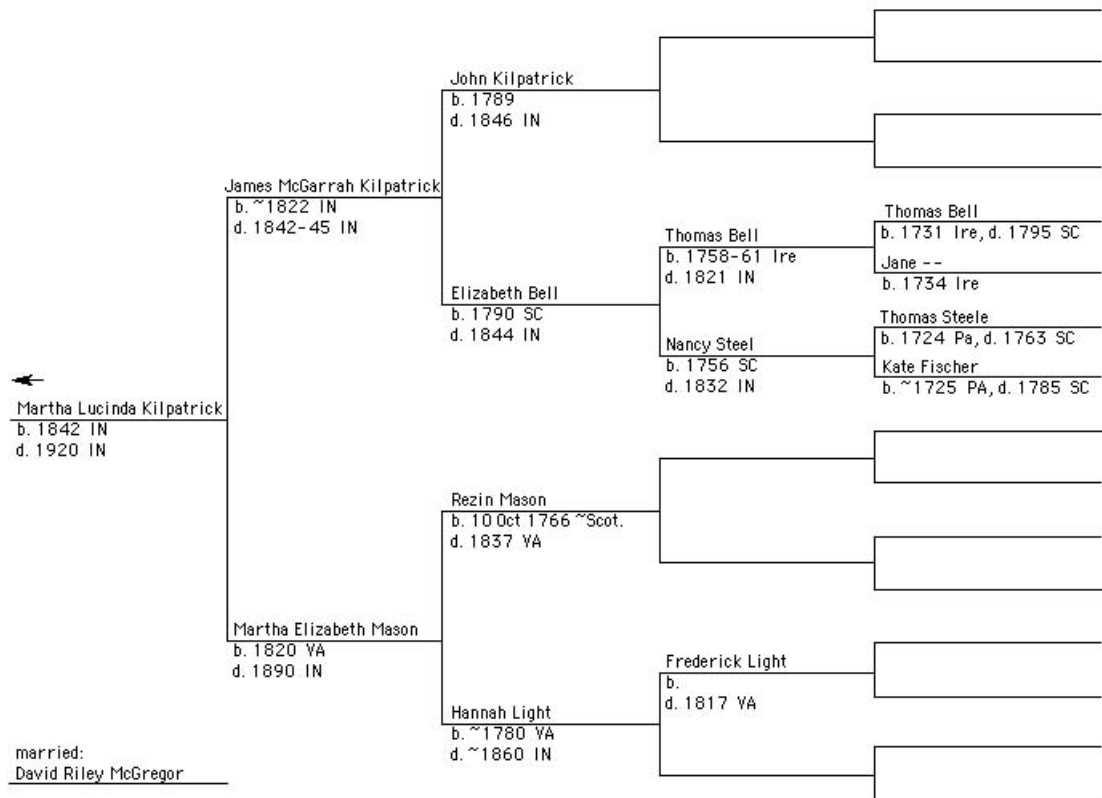 John Kilpatrick
b. 1789
d. 1846 IN
James McGarrah Kilpatrick
b. ~1822 IN
d. 1842-45 IN
Thomas Bell
b. 1731 Ire, d. 1795 SC
Thomas Bell
b. 1758-61 Ire
d. 1821 IN
Jane --
b. 1734 Ire
Elizabeth Bell
b. 1790 SC
d. 1844 IN
Thomas Steele
b. 1724 Pa, d. 1763 SC
Nancy Steel
b. 1756 SC
d. 1832 IN
Kate Fischer
b. ~1725 PA, d. 1785 SC
Martha Lucinda Kilpatrick
b. 1842 IN
d. 1920 IN
Rezin Mason
b. 10 Oct 1766 ~Scot.
d. 1837 VA
Martha Elizabeth Mason
b. 1820 VA
d. 1890 IN
Frederick Light
b.
d. 1817 VA
Hannah Light
b. ~1780 VA
d. ~1860 IN
married:
David Riley McGregor